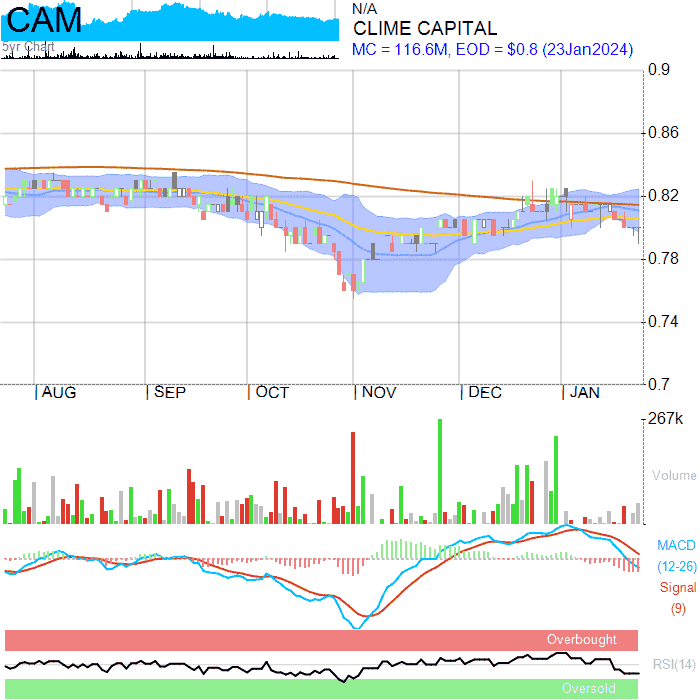 CAM
5yr Chart
N/A
CLIME CAPITAL
MC = 116.6M, EOD = $0.8 (23Jan2024)
0.9
0.86
0.82
0.78
0.74
0.7
AUG SEP OCT NOV DEC JAN
267k
Volume
MACD
(12-26)
Signal
(9)
Overbought
RSI(14)
Oversold